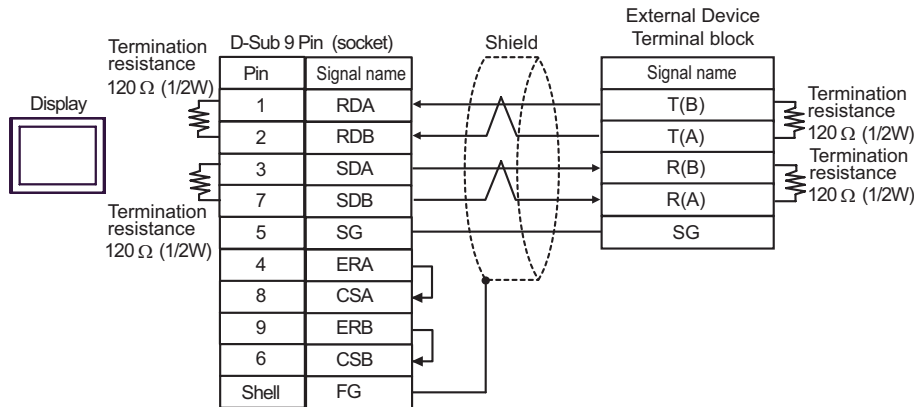 External Device
Terminal block
D-Sub 9 Pin (socket)
Shield
Termination
resistance
120 Ω (1/2W)
Display
Pin Signal name
1 RDA
2 RDB
3 SDA
7 SDB
5 SG
4 ERA
8 CSA
9 ERB
6 CSB
Shell FG
Termination
resistance
120 Ω (1/2W)
Signal name
T(B)
T(A)
R(B)
R(A)
SG
Termination
resistance
120 Ω (1/2W)
Termination
resistance
120 Ω (1/2W)